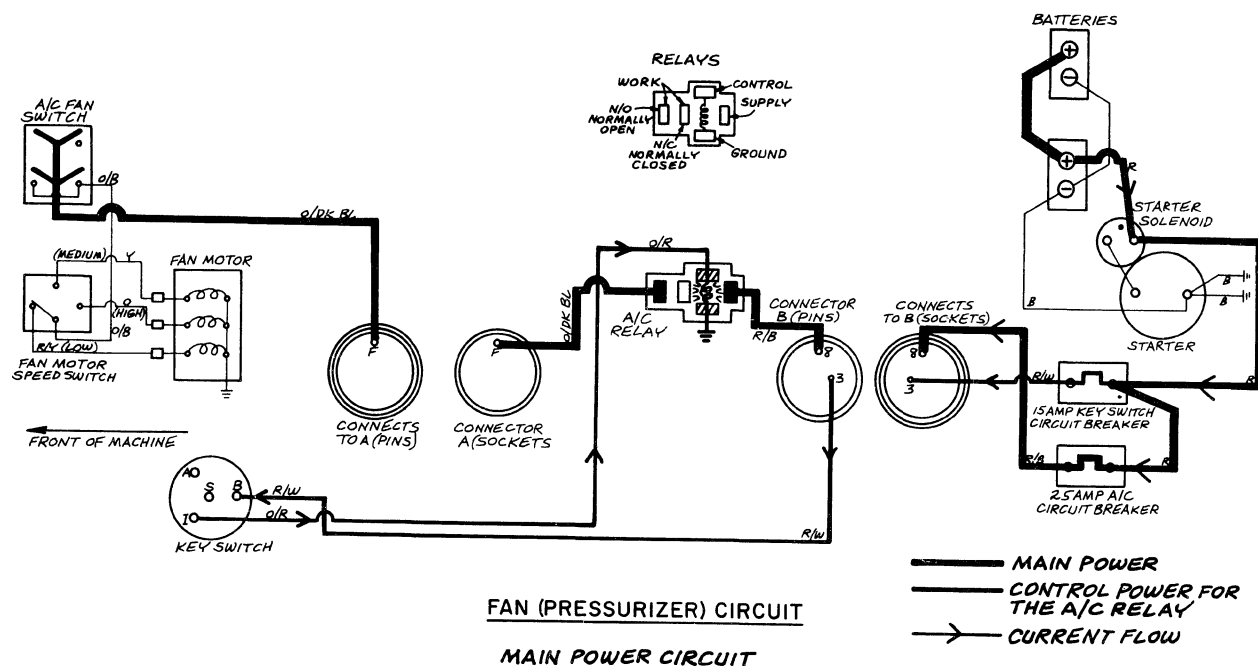 BATTERIES
RELAYS
WORK
CONTROL
SUPPLY
N/O
NORMALLY
OPEN
N/C
NORMALLY
CLOSED
GROUND
A/C FAN
SWITCH
O/B
O/DK BL
R
STARTER
SOLENOID
(MEDIUM)
Y
FAN MOTOR
O
(HIGH)
O/B
R/Y (LOW)
FAN MOTOR
SPEED SWITCH
O/R
O/DK BL
A/C
RELAY
R/B
CONNECTOR
B (PINS)
CONNECTS
TO B (SOCKETS)
B
B
B
STARTER
F
F
8
3
8
3
R/W
R
15 AMP KEY SWITCH
CIRCUIT BREAKER
CONNECTS
TO A (PINS)
CONNECTOR
A (SOCKETS
FRONT OF MACHINE
R/B
R
25 AMP A/C
CIRCUIT BREAKER
A
S
B
I
R/W
O/R
R/W
KEY SWITCH
MAIN POWER
CONTROL POWER FOR
THE A/C RELAY
CURRENT FLOW
FAN (PRESSURIZER) CIRCUIT
MAIN POWER CIRCUIT